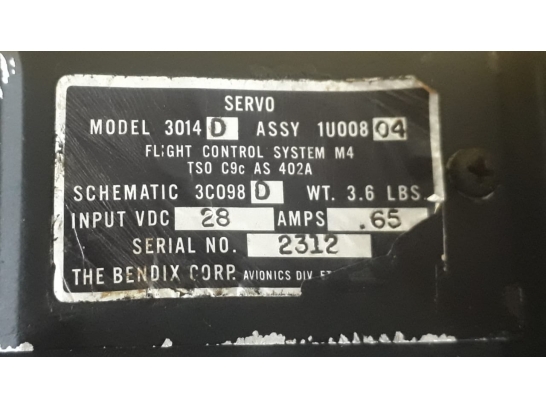 SERVO
MODEL 3014 D ASSY 1U008 04
FLIGHT CONTROL SYSTEM M4
TSO C9c AS 402A
SCHEMATIC 3C098 D WT. 3.6 LBS.
INPUT VDC 28 AMPS .65
SERIAL NO. 2312
THE BENDIX CORP. AVIONICS DIV.